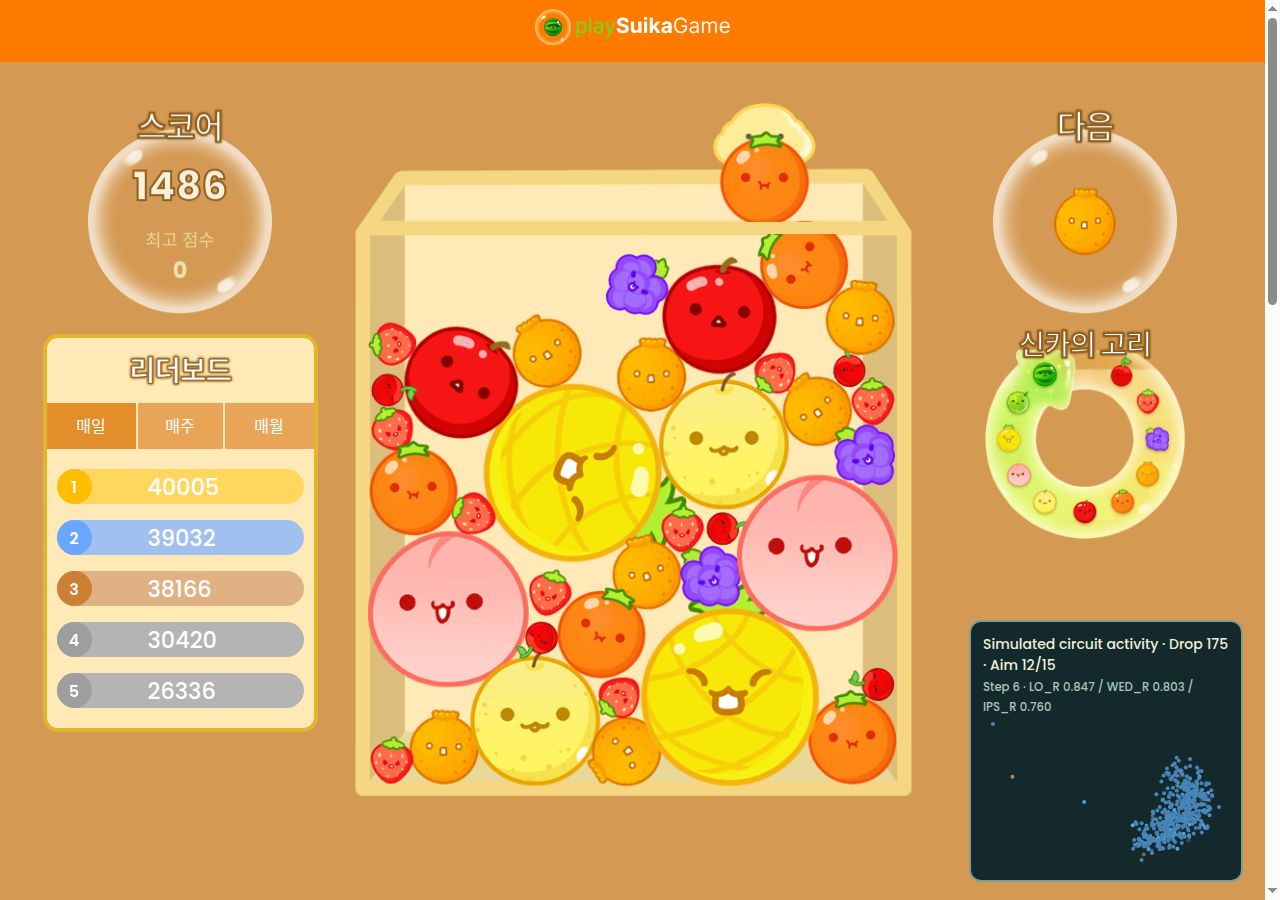 playSuikaGame
스코어
1486
최고 점수
0
다음
신카의 고리
리더보드
매일 매주 매월
1 40005
2 39032
3 38166
4 30420
5 26336
Simulated circuit activity · Drop 175
· Aim 12/15
Step 6 · LO_R 0.847 / WED_R 0.803 /
IPS_R 0.760